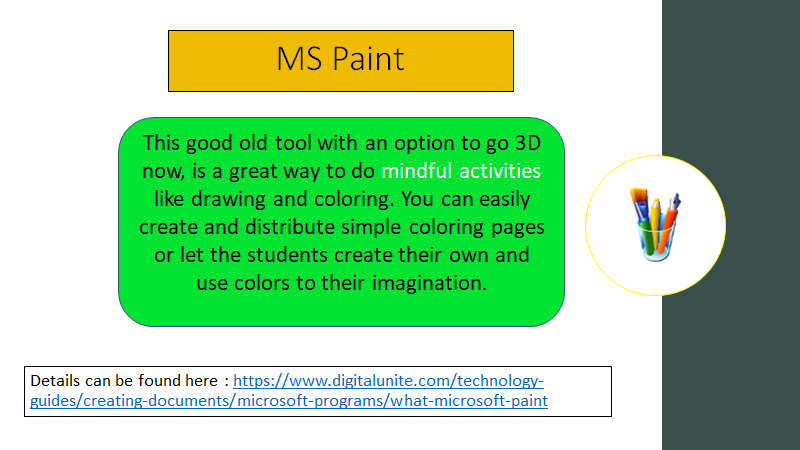 MS Paint
This good old tool with an option to go 3D
now, is a great way to do mindful activities
like drawing and coloring. You can easily
create and distribute simple coloring pages
or let the students create their own and
use colors to their imagination.
Details can be found here : https://www.digitalunite.com/technology-
guides/creating-documents/microsoft-programs/what-microsoft-paint